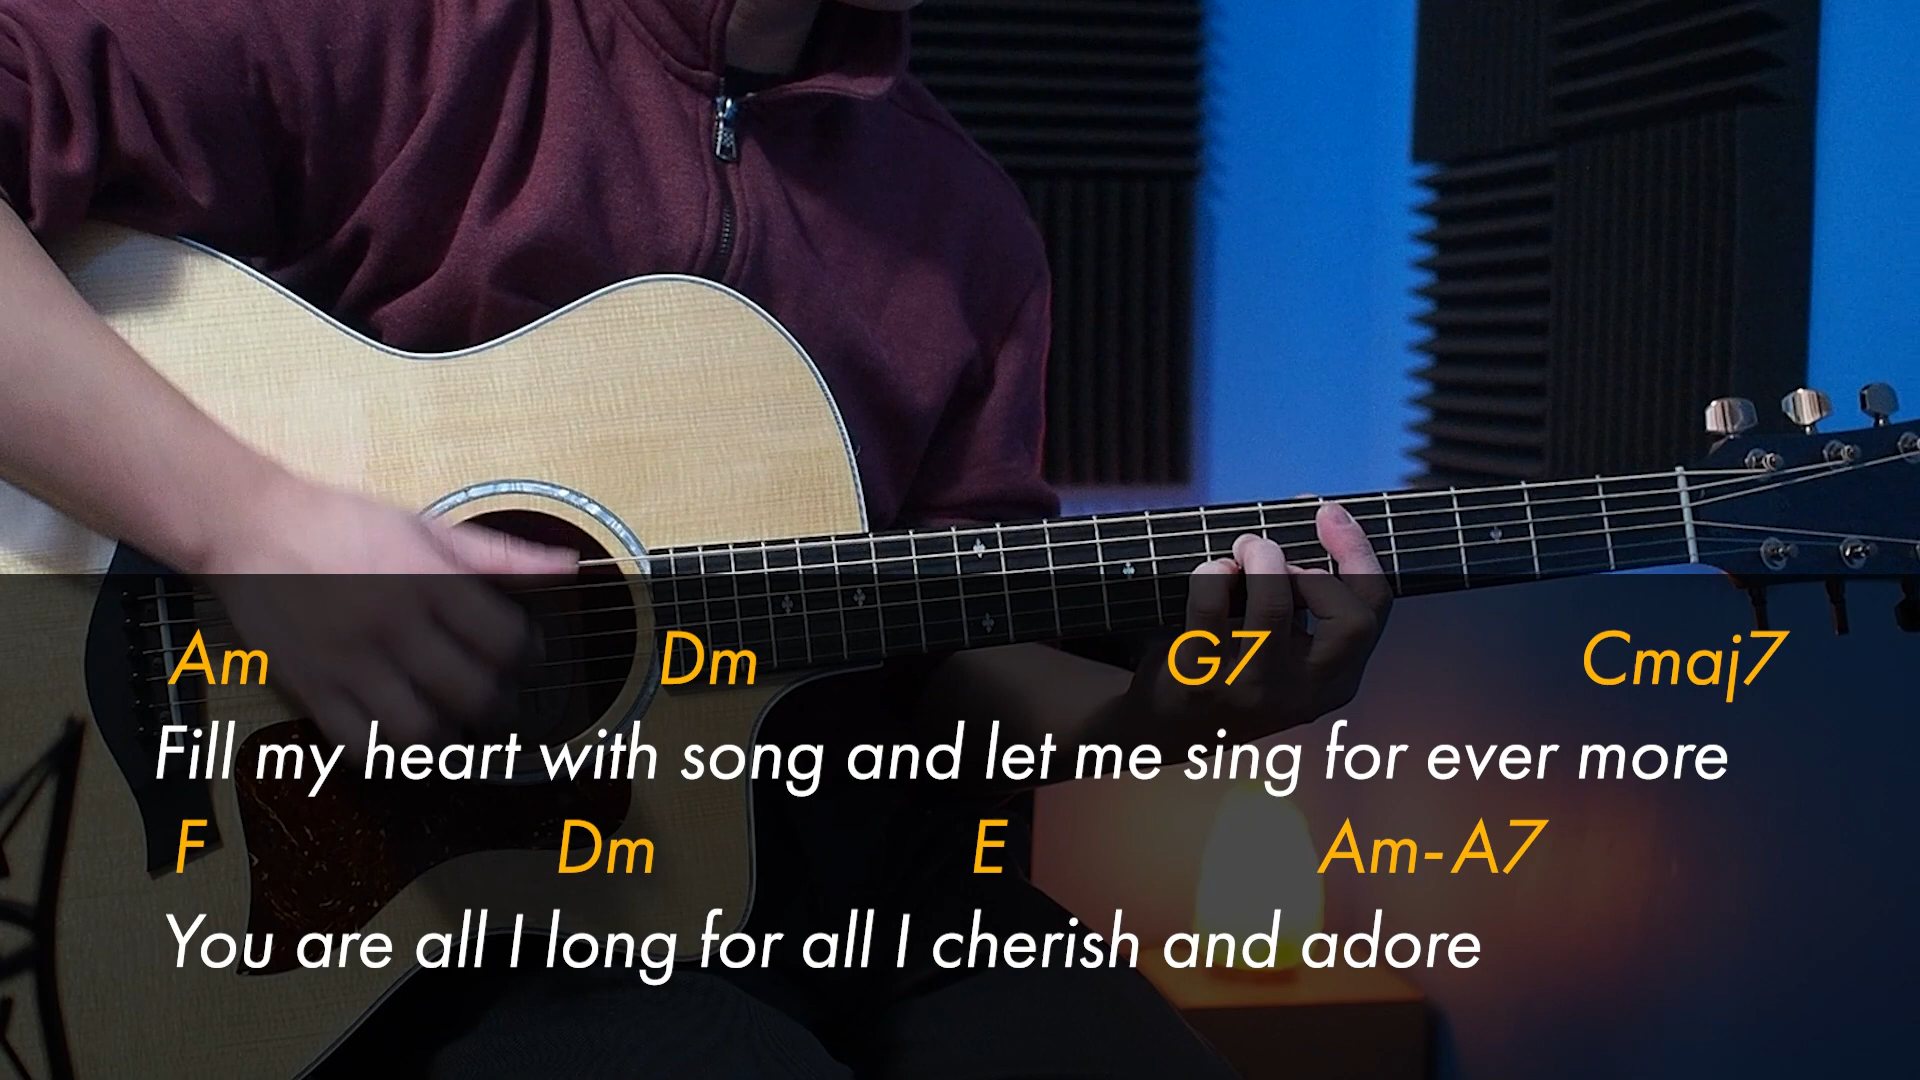 Am Dm G7 Cmaj7
Fill my heart with song and let me sing for ever more
F Dm E Am-A7
You are all I long for all I cherish and adore